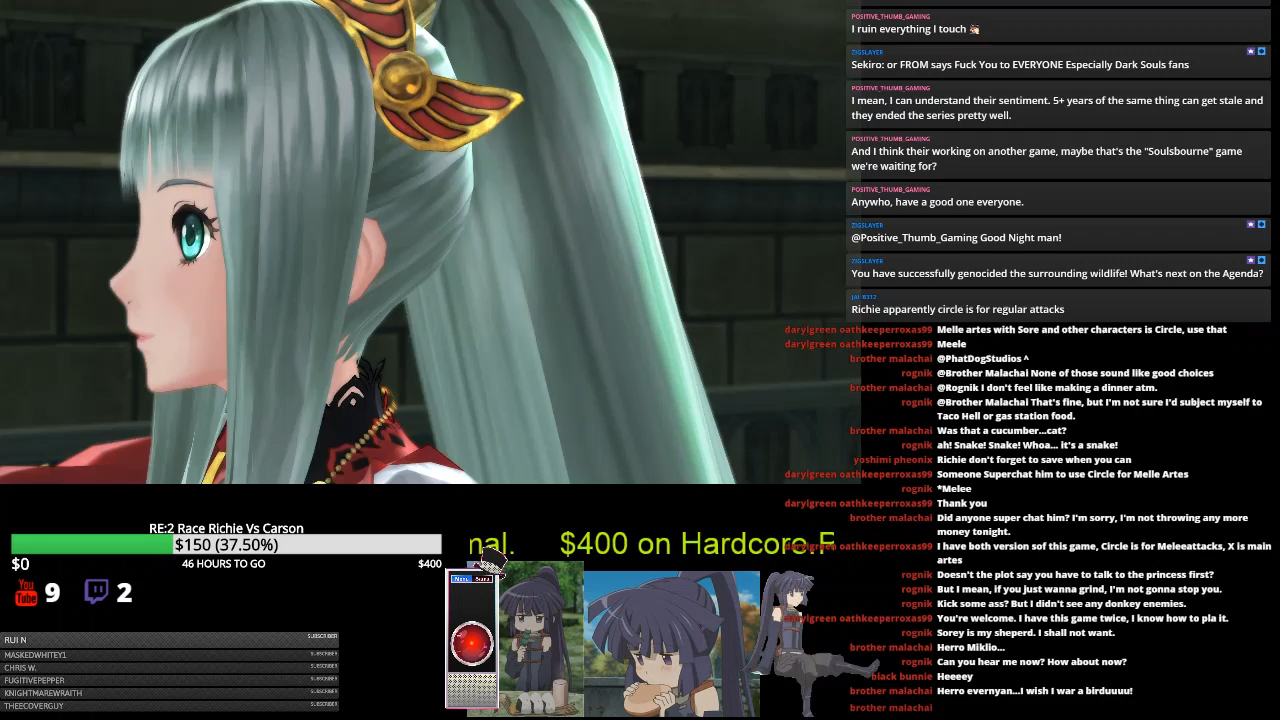 POSITIVE_THUMB_GAMING
I ruin everything I touch
ZIGSLAYER
Sekiro: or FROM says Fuck You to EVERYONE Especially Dark Souls fans
POSITIVE_THUMB_GAMING
I mean, I can understand their sentiment. 5+ years of the same thing can get stale and
they ended the series pretty well.
POSITIVE_THUMB_GAMING
And I think their working on another game, maybe that's the "Soulsbourne" game
we're waiting for?
POSITIVE_THUMB_GAMING
Anywho, have a good one everyone.
ZIGSLAYER
@Positive_Thumb_Gaming Good Night man!
ZIGSLAYER
You have successfully genocided the surrounding wildlife! What's next on the Agenda?
JAI_8312
Richie apparently circle is for regular attacks
darylgreen oathkeeperroxas99 Melle artes with Sore and other characters is Circle, use that
darylgreen oathkeeperroxas99 Meele
brother malachai @PhatDogStudios ^
rognik @Brother Malachai None of those sound like good choices
brother malachai @Rognik I don't feel like making a dinner atm.
rognik @Brother Malachai That's fine, but I'm not sure I'd subject myself to
Taco Hell or gas station food.
brother malachai Was that a cucumber...cat?
rognik ah! Snake! Snake! Whoa... it's a snake!
yoshimi pheonix Richie don't forget to save when you can
darylgreen oathkeeperroxas99 Someone Superchat him to use Circle for Melle Artes
rognik *Melee
darylgreen oathkeeperroxas99 Thank you
brother malachai Did anyone super chat him? I'm sorry, I'm not throwing any more
money tonight.
darylgreen oathkeeperroxas99 I have both version sof this game, Circle is for Melee attacks, X is main
artes
rognik Doesn't the plot say you have to talk to the princess first?
rognik But I mean, if you just wanna grind, I'm not gonna stop you.
rognik Kick some ass? But I didn't see any donkey enemies.
darylgreen oathkeeperroxas99 You're welcome. I have this game twice, I know how to pla it.
rognik Sorey is my sheperd. I shall not want.
brother malachai Herro Miklio...
rognik Can you hear me now? How about now?
black bunnie Heeeey
brother malachai Herro evernyan...I wish I war a birduuuu!
brother malachai
RE:2 Race Richie Vs Carson
$150 (37.50%)
$0 46 HOURS TO GO $400
nal. $400 on Hardcore.F
You Tube 9 2
RUI N SUBSCRIBER
MASKEDWHITEY1 SUBSCRIBER
CHRIS W. SUBSCRIBER
FUGITIVEPEPPER SUBSCRIBER
KNIGHTMAREWRAITH SUBSCRIBER
THEECOVERGUY SUBSCRIBER